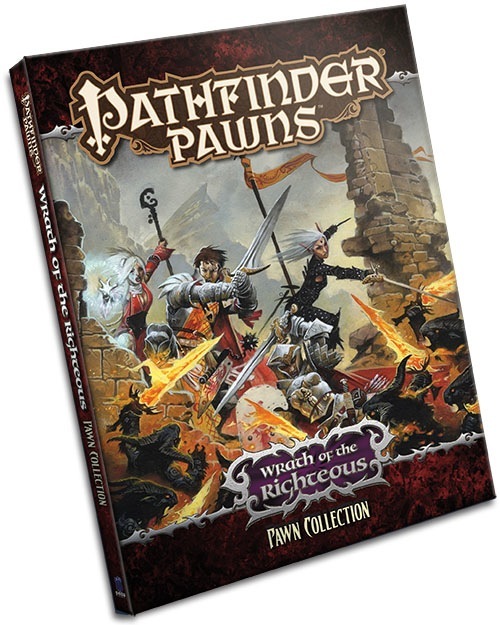 PATHFINDER
PAWNS
WRATH OF THE
RIGHTEOUS
PAWN COLLECTION
PATHFINDER
PAWNS
WRATH OF THE RIGHTEOUS
PAWN COLLECTION